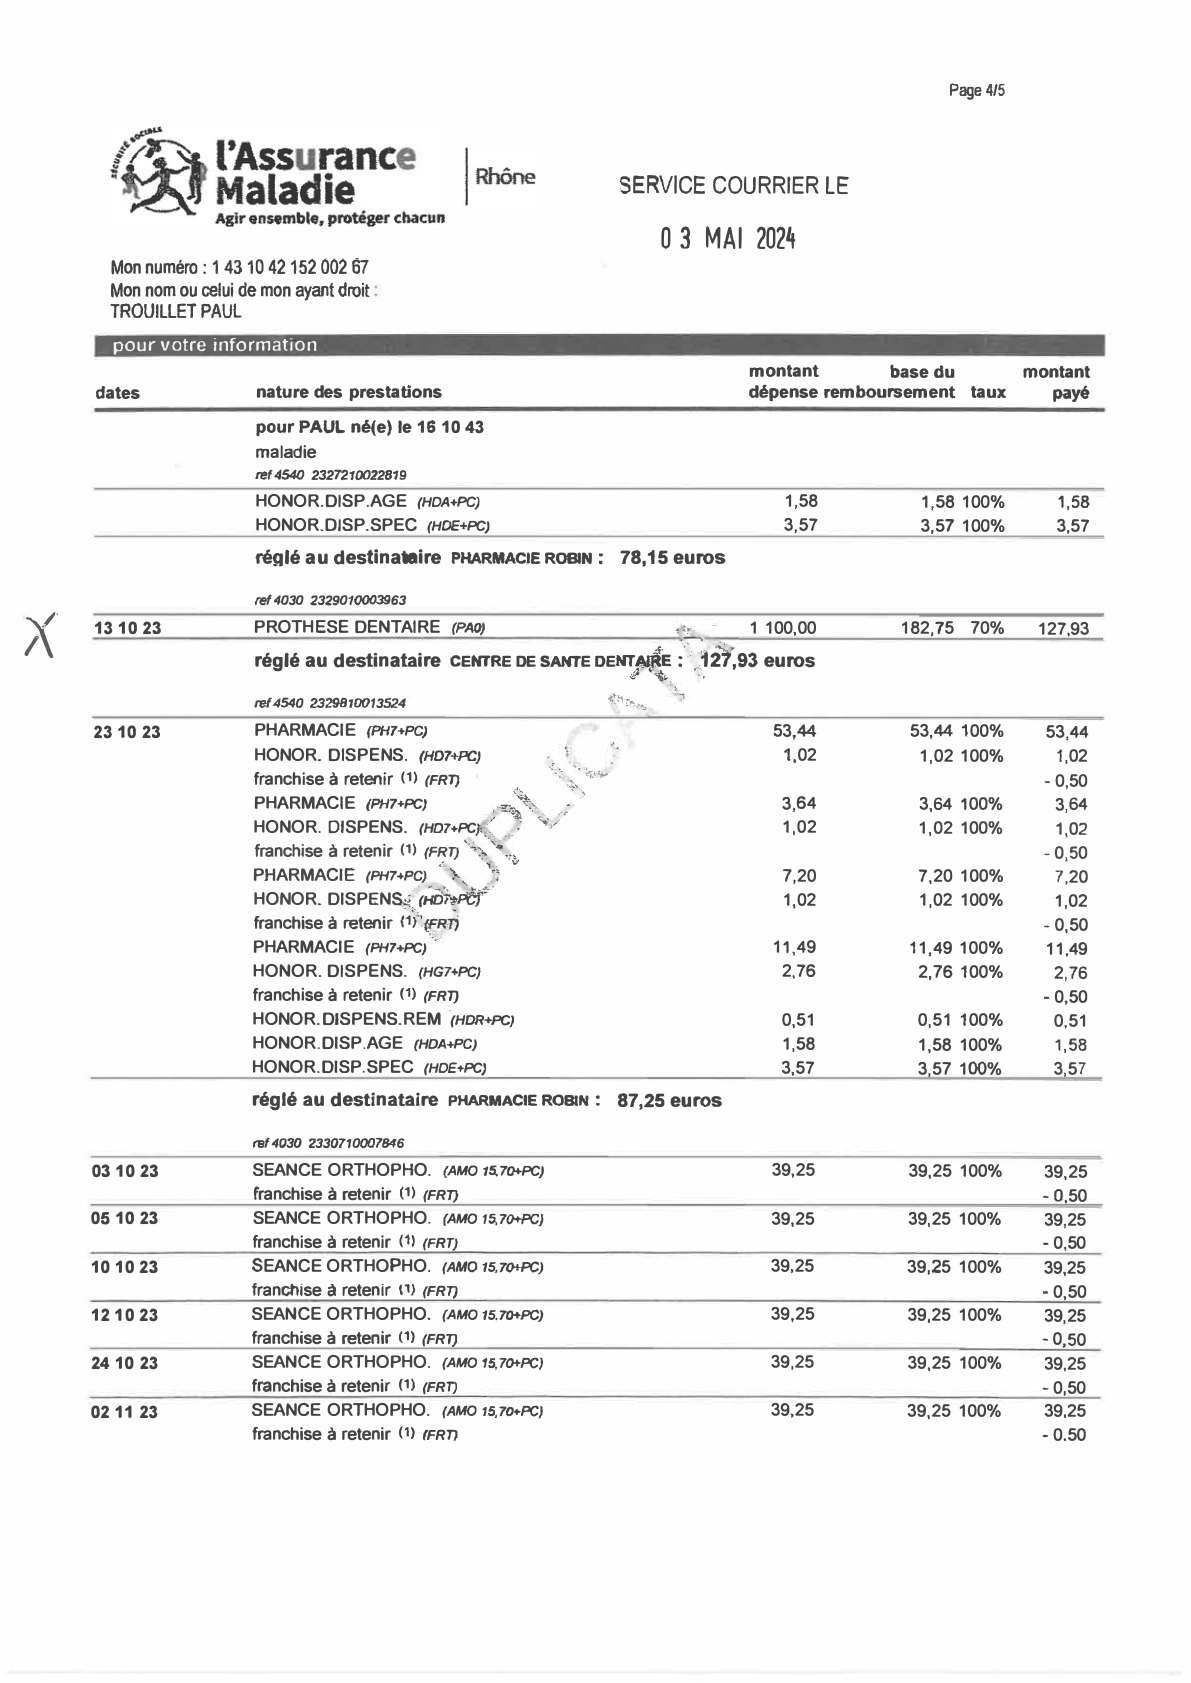 Page 4/5
SÉCURITÉ SOCIALE
l'Assurance
Maladie
Agir ensemble, protéger chacun
Rhône
SERVICE COURRIER LE
0 3 MAI 2024
Mon numéro : 1 43 10 42 152 002 67
Mon nom ou celui de mon ayant droit :
TROUILLET PAUL
pour votre information
montant base du montant
dates nature des prestations dépense remboursement taux payé
pour PAUL né(e) le 16 10 43
maladie
ref 4540 2327210022819
HONOR.DISP.AGE (HDA+PC) 1,58 1,58 100% 1,58
HONOR.DISP.SPEC (HDE+PC) 3,57 3,57 100% 3,57
réglé au destinataire PHARMACIE ROBIN : 78,15 euros
ref 4030 2329010003963
X 13 10 23 PROTHESE DENTAIRE (PA0) 1 100,00 182,75 70% 127,93
réglé au destinataire CENTRE DE SANTE DENTAIRE : 127,93 euros
DUPLICATA
ref 4540 2329810013524
23 10 23 PHARMACIE (PH7+PC) 53,44 53,44 100% 53,44
HONOR. DISPENS. (HD7+PC) 1,02 1,02 100% 1,02
franchise à retenir (1) (FRT) - 0,50
PHARMACIE (PH7+PC) 3,64 3,64 100% 3,64
HONOR. DISPENS. (HD7+PC) 1,02 1,02 100% 1,02
franchise à retenir (1) (FRT) - 0,50
PHARMACIE (PH7+PC) 7,20 7,20 100% 7,20
HONOR. DISPENS. (HD7+PC) 1,02 1,02 100% 1,02
franchise à retenir (1) (FRT) - 0,50
PHARMACIE (PH7+PC) 11,49 11,49 100% 11,49
HONOR. DISPENS. (HG7+PC) 2,76 2,76 100% 2,76
franchise à retenir (1) (FRT) - 0,50
HONOR.DISPENS.REM (HDR+PC) 0,51 0,51 100% 0,51
HONOR.DISP.AGE (HDA+PC) 1,58 1,58 100% 1,58
HONOR.DISP.SPEC (HDE+PC) 3,57 3,57 100% 3,57
réglé au destinataire PHARMACIE ROBIN : 87,25 euros
ref 4030 2330710007846
03 10 23 SEANCE ORTHOPHO. (AMO 15,70+PC) 39,25 39,25 100% 39,25
franchise à retenir (1) (FRT) - 0,50
05 10 23 SEANCE ORTHOPHO. (AMO 15,70+PC) 39,25 39,25 100% 39,25
franchise à retenir (1) (FRT) - 0,50
10 10 23 SEANCE ORTHOPHO. (AMO 15,70+PC) 39,25 39,25 100% 39,25
franchise à retenir (1) (FRT) - 0,50
12 10 23 SEANCE ORTHOPHO. (AMO 15,70+PC) 39,25 39,25 100% 39,25
franchise à retenir (1) (FRT) - 0,50
24 10 23 SEANCE ORTHOPHO. (AMO 15,70+PC) 39,25 39,25 100% 39,25
franchise à retenir (1) (FRT) - 0,50
02 11 23 SEANCE ORTHOPHO. (AMO 15,70+PC) 39,25 39,25 100% 39,25
franchise à retenir (1) (FRT) - 0.50